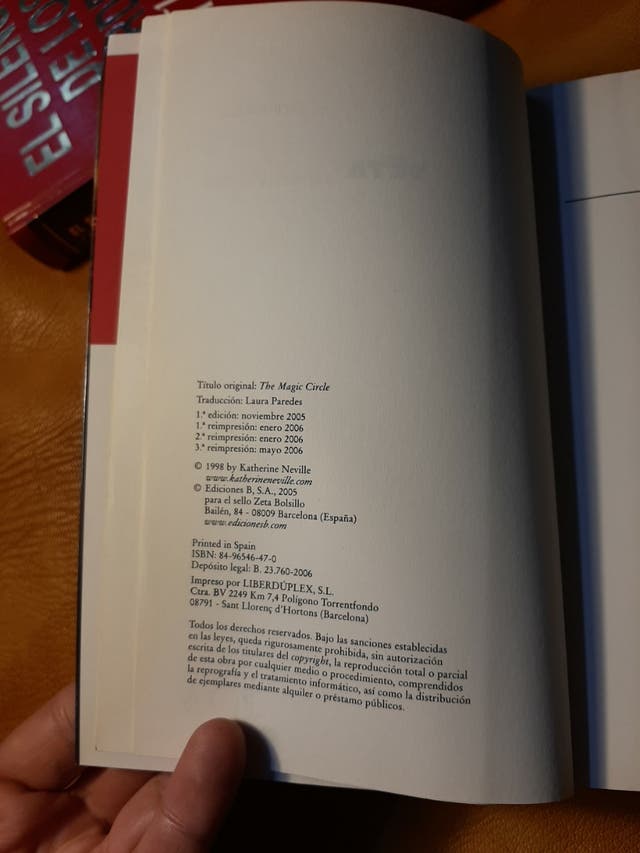 EL SILEN
DE LOS
Título original: The Magic Circle
Traducción: Laura Paredes
1.ª edición: noviembre 2005
1.ª reimpresión: enero 2006
2.ª reimpresión: enero 2006
3.ª reimpresión: mayo 2006
© 1998 by Katherine Neville
www.katherineneville.com
© Ediciones B, S.A., 2005
para el sello Zeta Bolsillo
Bailén, 84 - 08009 Barcelona (España)
www.edicionesb.com
Printed in Spain
ISBN: 84-96546-47-0
Depósito legal: B. 23.760-2006
Impreso por LIBERDÚPLEX, S.L.
Ctra. BV 2249 Km 7,4 Polígono Torrentfondo
08791 - Sant Llorenç d'Hortons (Barcelona)
Todos los derechos reservados. Bajo las sanciones establecidas
en las leyes, queda rigurosamente prohibida, sin autorización
escrita de los titulares del copyright, la reproducción total o parcial
de esta obra por cualquier medio o procedimiento, comprendidos
la reprografía y el tratamiento informático, así como la distribución
de ejemplares mediante alquiler o préstamo públicos.